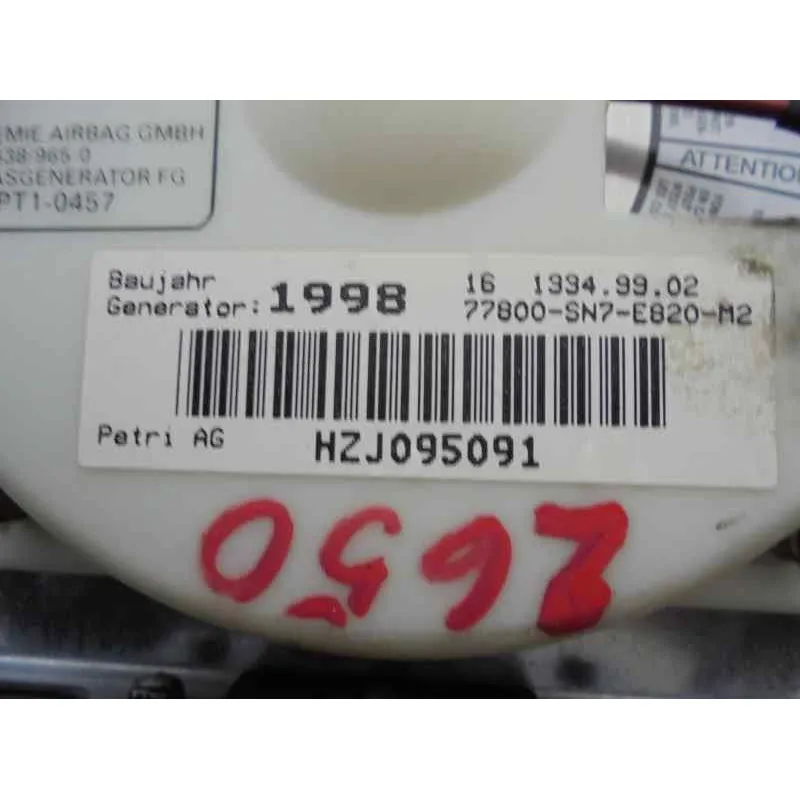 EMIE AIRBAG GMBH
638 965 0
ASGENERATOR FG
PT1-0457
ATTENTION
Baujahr
Generator: 1998
16 1334.99.02
77800-SN7-E820-M2
Petri AG
HZJ095091
2650